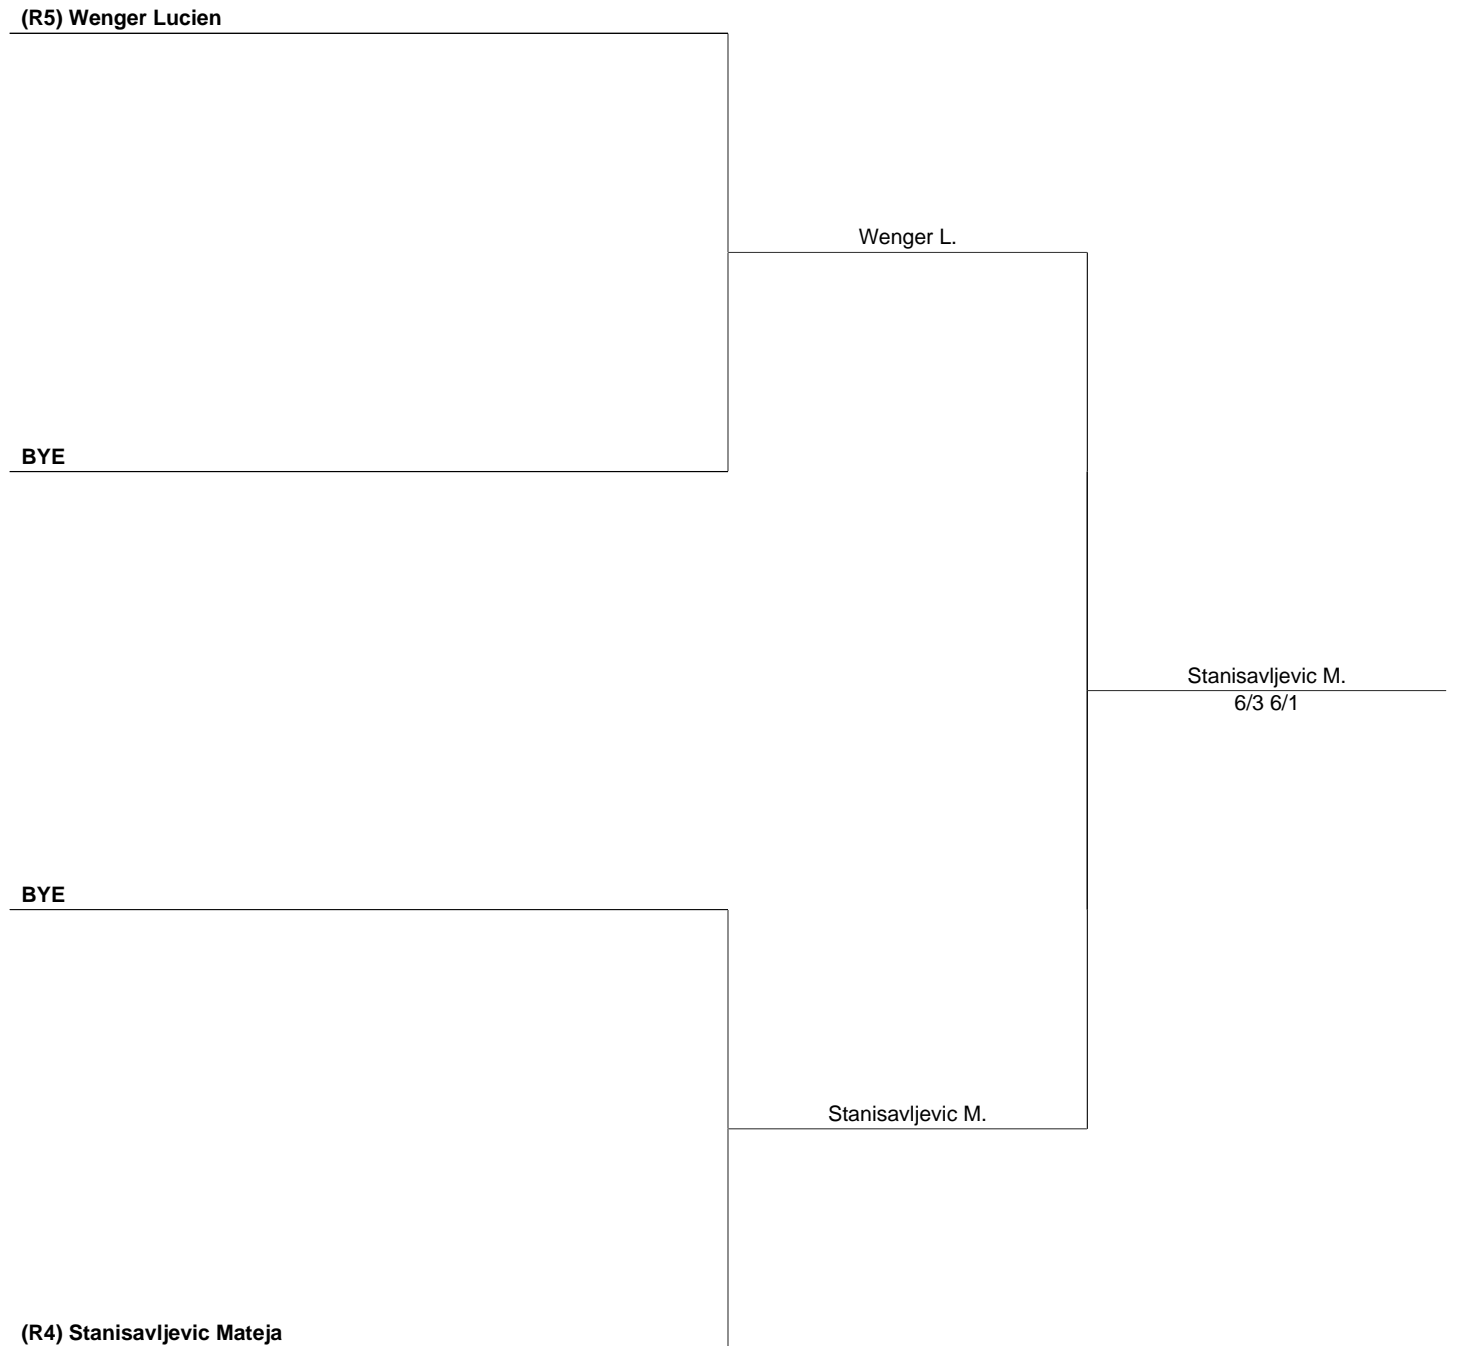 (R5) Wenger Lucien
Wenger L.
BYE
Stanisavljevic M.
6/3 6/1
BYE
Stanisavljevic M.
(R4) Stanisavljevic Mateja